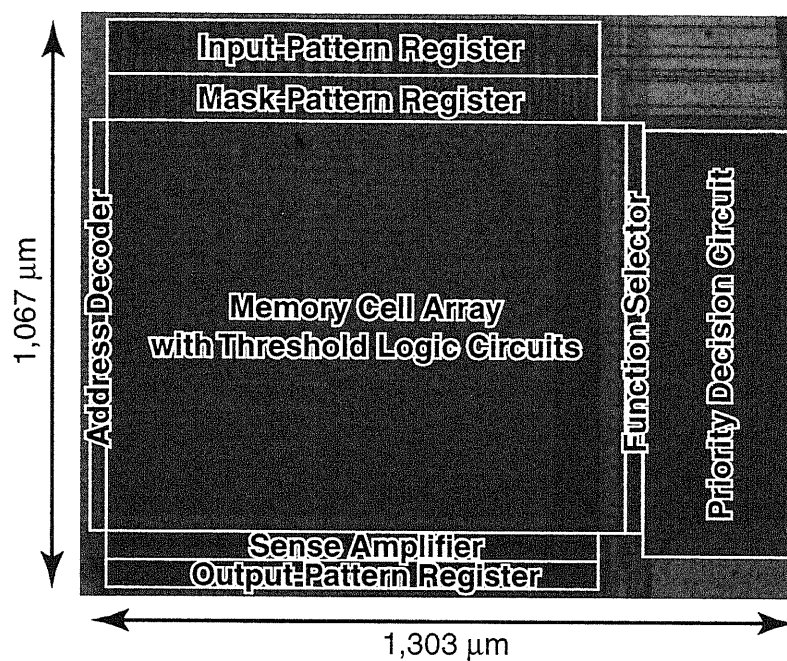 Input-Pattern Register
Mask-Pattern Register
Address Decoder
Memory Cell Array
with Threshold Logic Circuits
Function Selector
Priority Decision Circuit
Sense Amplifier
Output-Pattern Register
1,067 μm
1,303 μm